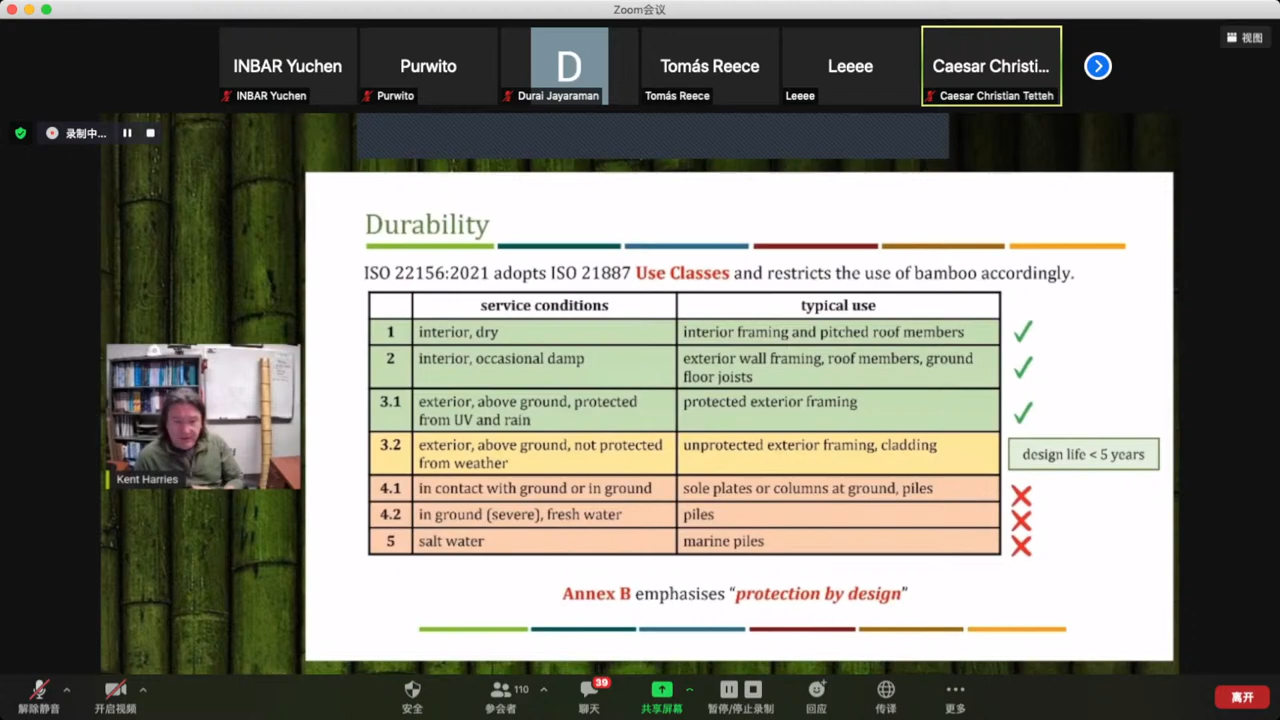 Zoom会议
INBAR Yuchen
Purwito
D
Tomás Reece
Leeee
Caesar Christi...
视图
INBAR Yuchen
Purwito
Durai Jayaraman
Tomás Reece
Leeee
Caesar Christian Tetteh
录制中...
Durability
ISO 22156:2021 adopts ISO 21887 Use Classes and restricts the use of bamboo accordingly.
service conditions typical use
1 interior, dry interior framing and pitched roof members
2 interior, occasional damp exterior wall framing, roof members, ground
floor joists
3.1 exterior, above ground, protected protected exterior framing
from UV and rain
3.2 exterior, above ground, not protected unprotected exterior framing, cladding
from weather
design life < 5 years
4.1 in contact with ground or in ground sole plates or columns at ground, piles
4.2 in ground (severe), fresh water piles
5 salt water marine piles
Annex B emphasises “protection by design”
Kent Harries
解除静音
开启视频
安全
110
参会者
39
聊天
共享屏幕
暂停/停止录制
回应
传译
更多
离开